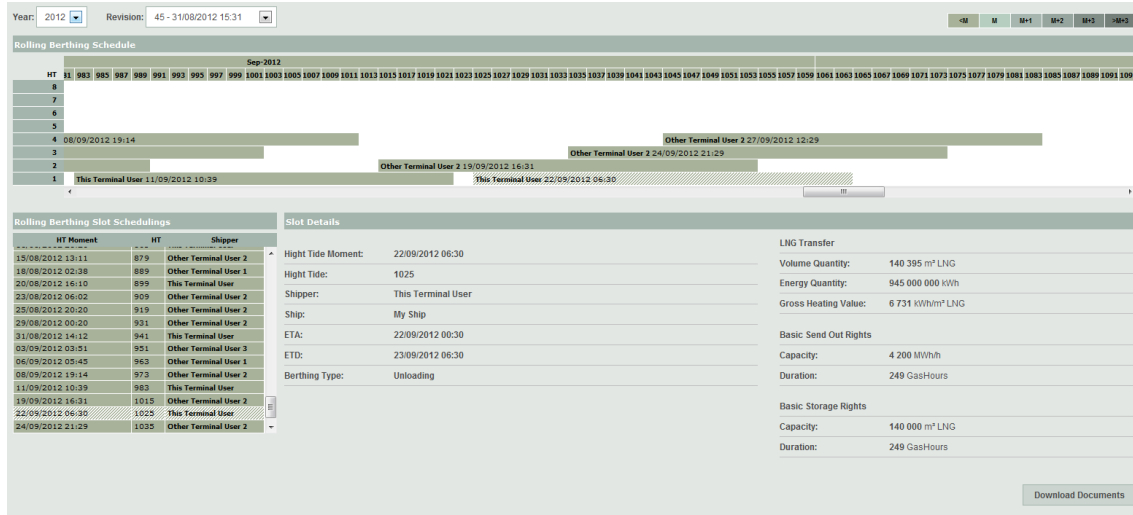 Year: 2012 Revision: 45 - 31/08/2012 15:31 <M M M+1 M+2 M+3 >M+3
Rolling Berthing Schedule
Sep-2012
HT 983 985 987 989 991 993 995 997 999 1001 1003 1005 1007 1009 1011 1013 1015 1017 1019 1021 1023 1025 1027 1029 1031 1033 1035 1037 1039 1041 1043 1045 1047 1049 1051 1053 1055 1057 1059 1061 1063 1065 1067 1069 1071 1073 1075 1077 1079 1081 1083 1085 1087 1089 1091
8
7
6
5
4 08/09/2012 19:14 Other Terminal User 2 27/09/2012 12:29
3 Other Terminal User 2 24/09/2012 21:29
2 Other Terminal User 2 19/09/2012 16:31
1 This Terminal User 11/09/2012 10:39 This Terminal User 22/09/2012 06:30
Rolling Berthing Slot Schedulings
HT Moment HT Shipper
15/08/2012 13:11 879 Other Terminal User 2
18/08/2012 02:38 889 Other Terminal User 1
20/08/2012 16:10 899 This Terminal User
23/08/2012 06:02 909 Other Terminal User 2
25/08/2012 20:20 919 Other Terminal User 2
29/08/2012 00:20 931 Other Terminal User 2
31/08/2012 14:12 941 This Terminal User
03/09/2012 03:51 951 Other Terminal User 3
06/09/2012 05:45 963 Other Terminal User 1
08/09/2012 19:14 973 Other Terminal User 2
11/09/2012 10:39 983 This Terminal User
19/09/2012 16:31 1015 Other Terminal User 2
22/09/2012 06:30 1025 This Terminal User
24/09/2012 21:29 1035 Other Terminal User 2
Slot Details
Hight Tide Moment: 22/09/2012 06:30
Hight Tide: 1025
Shipper: This Terminal User
Ship: My Ship
ETA: 22/09/2012 00:30
ETD: 23/09/2012 06:30
Berthing Type: Unloading
LNG Transfer
Volume Quantity: 140 395 m³ LNG
Energy Quantity: 945 000 000 kWh
Gross Heating Value: 6 731 kWh/m³ LNG
Basic Send Out Rights
Capacity: 4 200 MWh/h
Duration: 249 GasHours
Basic Storage Rights
Capacity: 140 000 m³ LNG
Duration: 249 GasHours
Download Documents